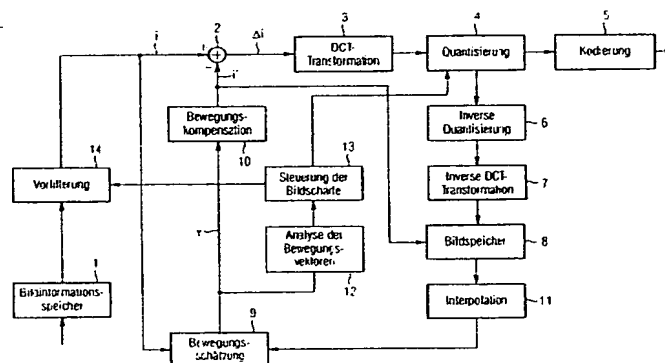 i
2
Δi
3
4
5
+
−
i'
DCT-
Transformation
Quantisierung
Kodierung
Bewegungs-
kompensation
10
Inverse
Quantisierung
6
14
Vorfilterung
13
Steuerung der
Bildschärfe
Inverse DCT-
Transformation
7
Analyse der
Bewegungs-
vektoren
12
Bildspeicher
8
1
Bildinformations-
speicher
Interpolation
11
9
Bewegungs-
schätzung